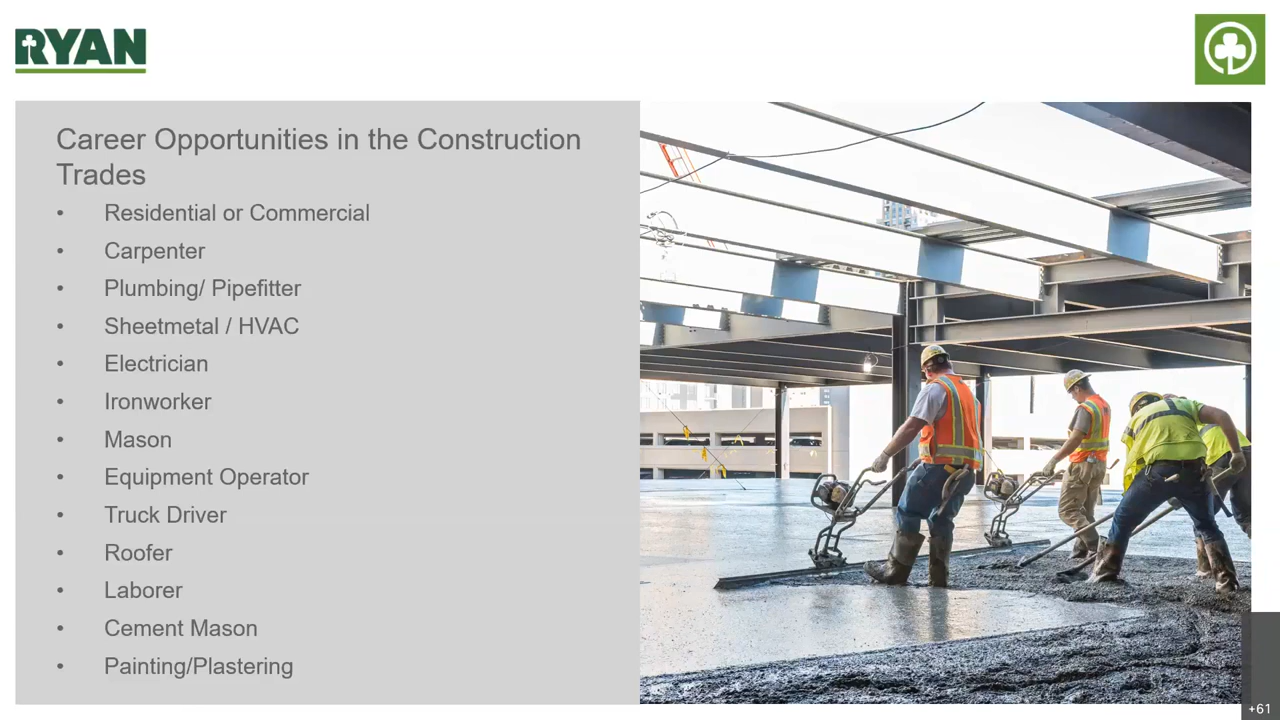 RYAN
Career Opportunities in the Construction
Trades
• Residential or Commercial
• Carpenter
• Plumbing/ Pipefitter
• Sheetmetal / HVAC
• Electrician
• Ironworker
• Mason
• Equipment Operator
• Truck Driver
• Roofer
• Laborer
• Cement Mason
• Painting/Plastering
+61